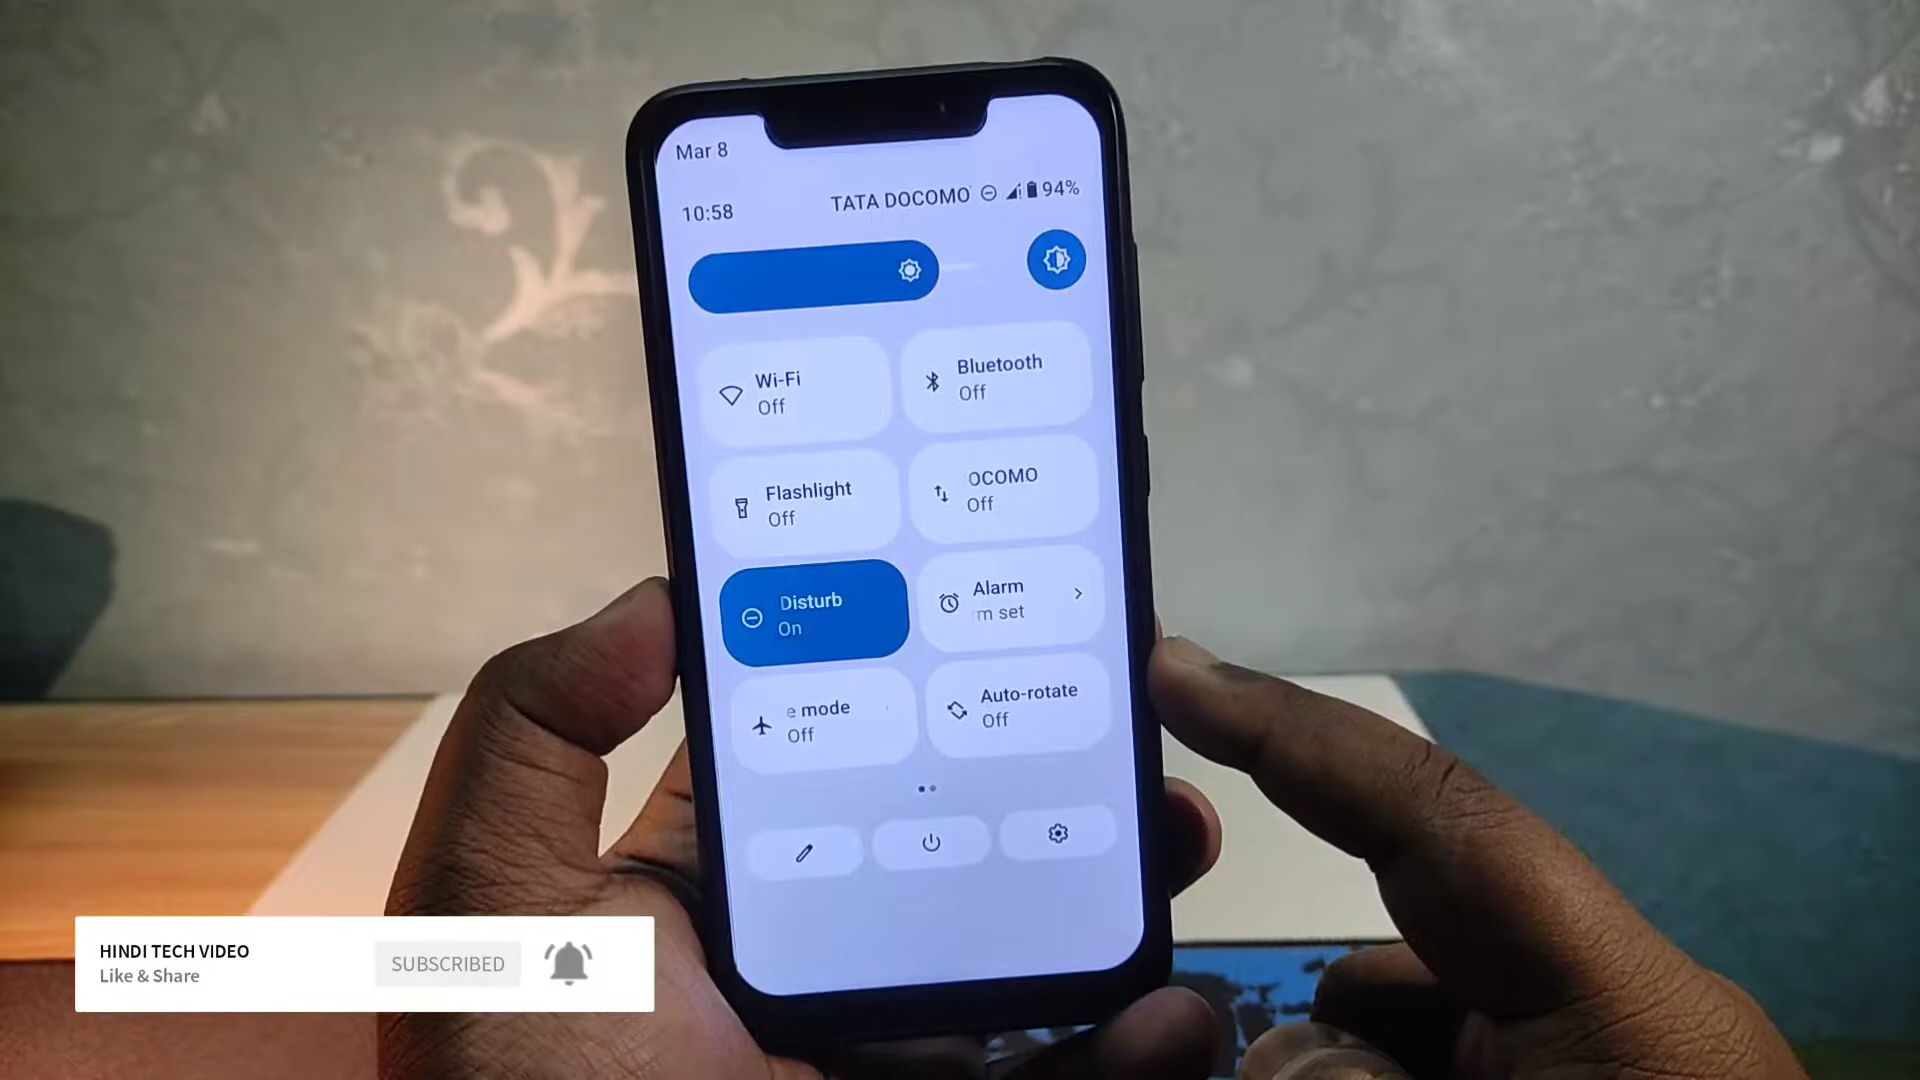 Mar 8
10:58
TATA DOCOMO
94%
Wi-Fi
Off
Bluetooth
Off
Flashlight
Off
OCOMO
Off
Disturb
On
Alarm
m set
e mode
Off
Auto-rotate
Off
HINDI TECH VIDEO
Like & Share
SUBSCRIBED